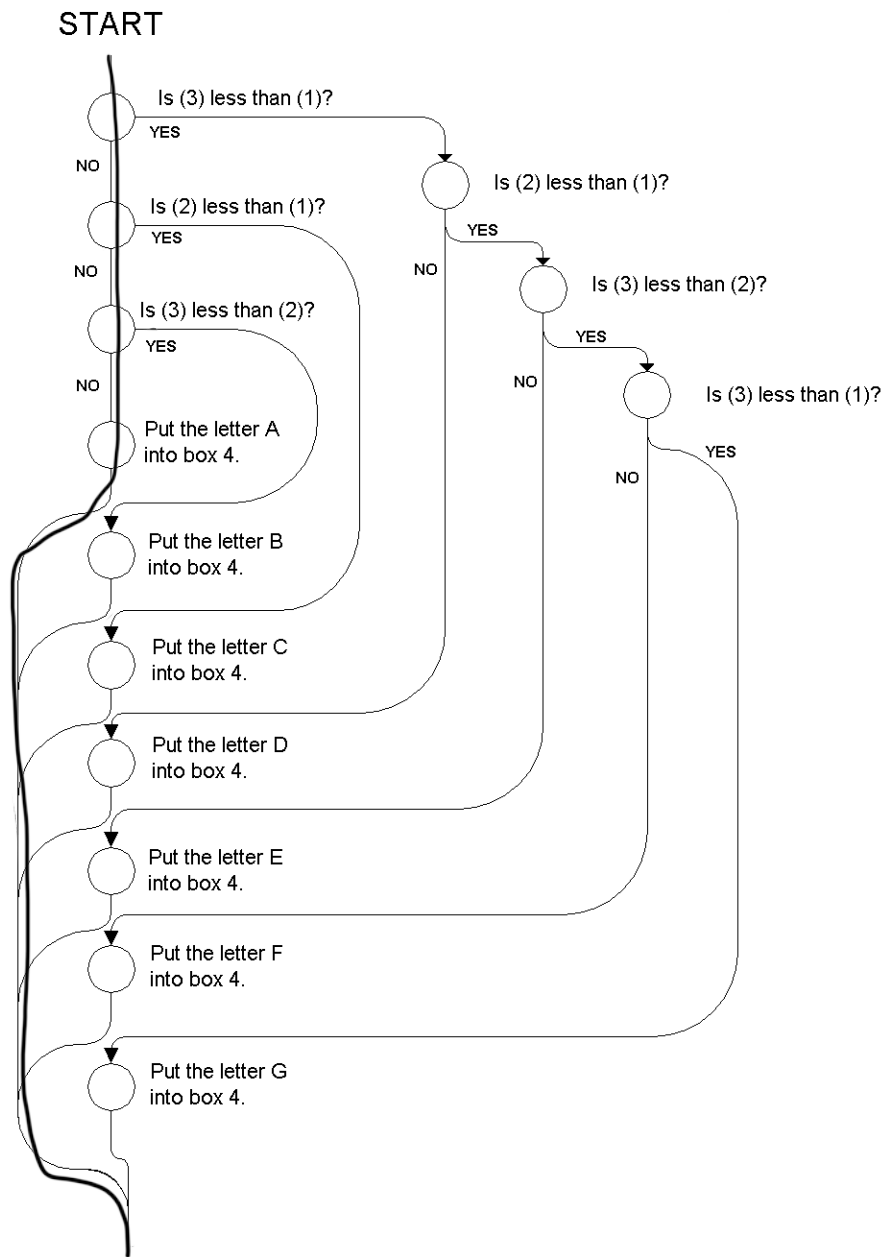 START
Is (3) less than (1)?
YES
NO
Is (2) less than (1)?
YES
NO
Is (2) less than (1)?
YES
NO
Is (3) less than (2)?
YES
NO
Is (3) less than (2)?
YES
NO
Is (3) less than (1)?
YES
NO
Put the letter A
into box 4.
Put the letter B
into box 4.
Put the letter C
into box 4.
Put the letter D
into box 4.
Put the letter E
into box 4.
Put the letter F
into box 4.
Put the letter G
into box 4.